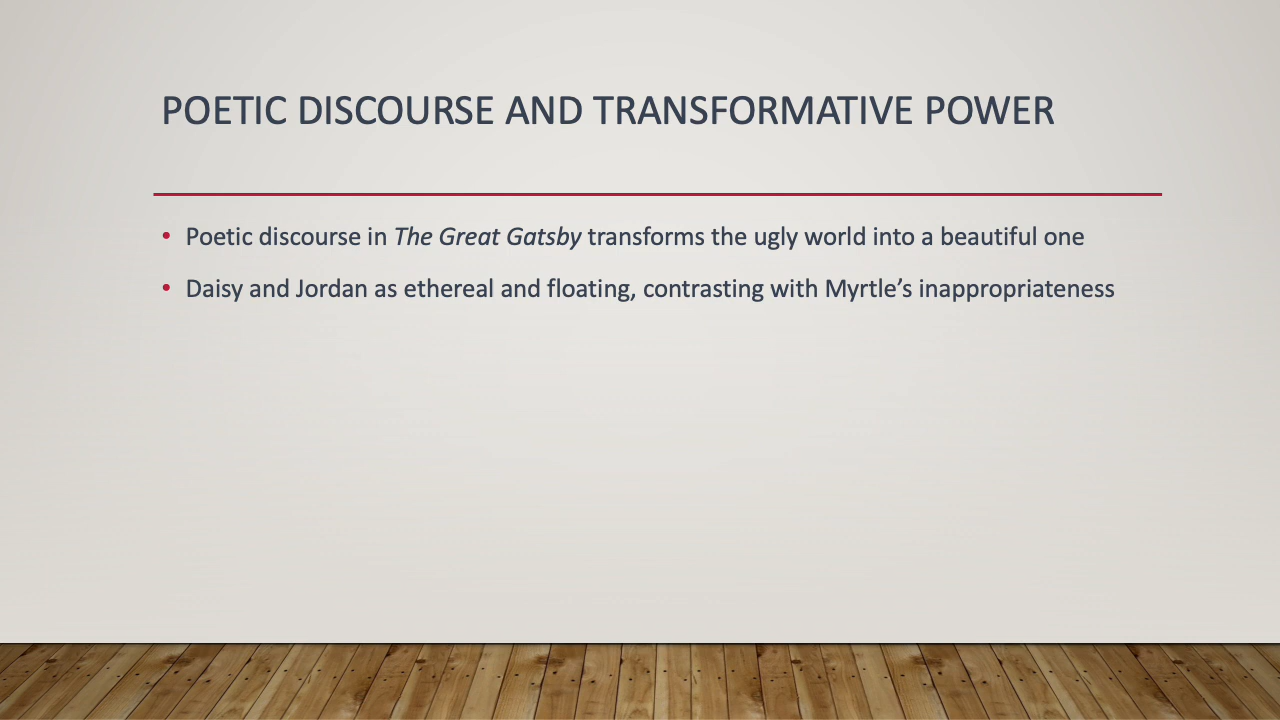 POETIC DISCOURSE AND TRANSFORMATIVE POWER
• Poetic discourse in The Great Gatsby transforms the ugly world into a beautiful one
• Daisy and Jordan as ethereal and floating, contrasting with Myrtle’s inappropriateness